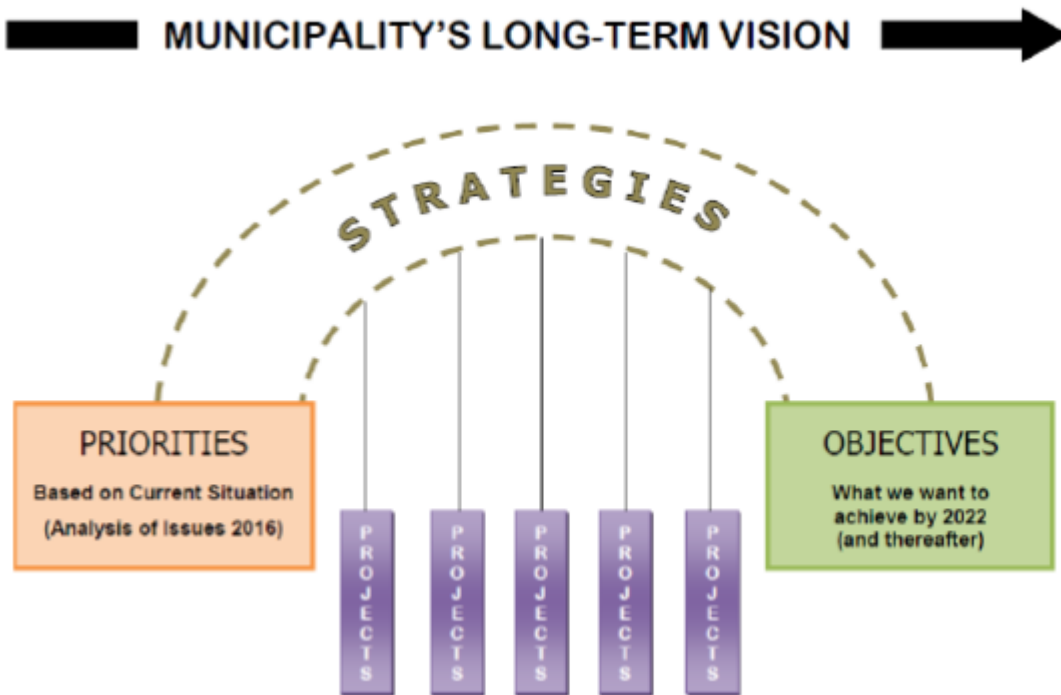 MUNICIPALITY'S LONG-TERM VISION
STRATEGIES
PRIORITIES
Based on Current Situation
(Analysis of Issues 2016)
OBJECTIVES
What we want to
achieve by 2022
(and thereafter)
PROJECTS
PROJECTS
PROJECTS
PROJECTS
PROJECTS